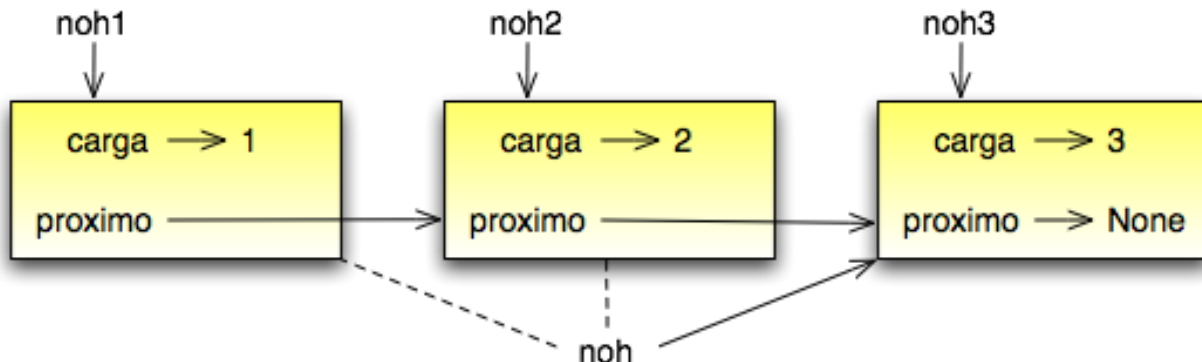 noh1
noh2
noh3
carga 1
carga 2
carga 3
proximo
proximo
proximo None
noh